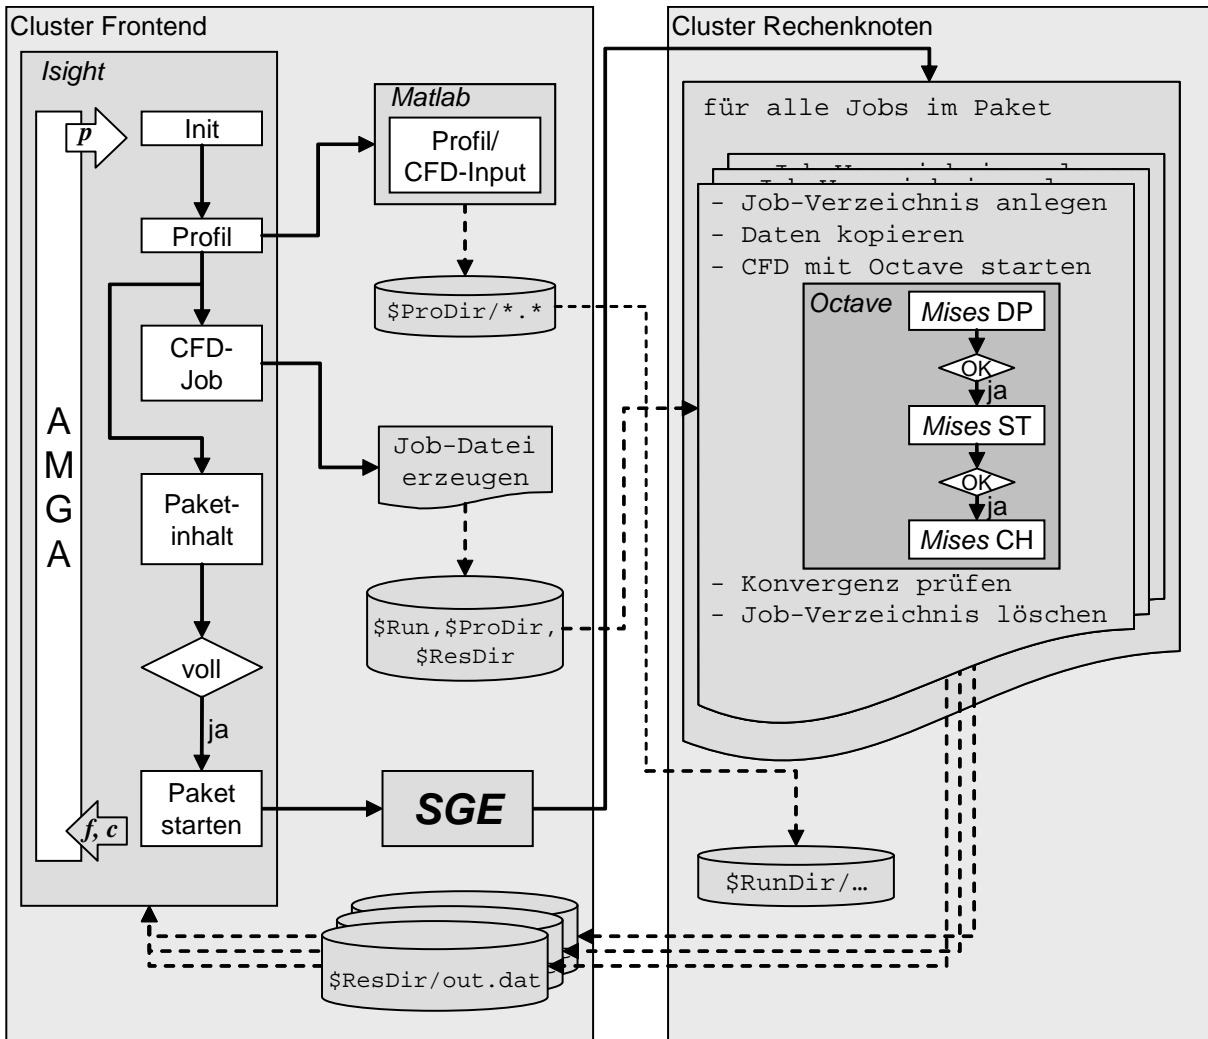 Cluster Frontend
Isight
AMGA
p
Init
Profil
CFD-
Job
Paket-
inhalt
voll
ja
Paket
starten
f, c
Matlab
Profil/
CFD-Input
$ProDir/*.*
Job-Datei
erzeugen
$Run,$ProDir,
$ResDir
SGE
$ResDir/out.dat
Cluster Rechenknoten
für alle Jobs im Paket
- Job-Verzeichnis anlegen
- Daten kopieren
- CFD mit Octave starten
Octave
Mises DP
OK
ja
Mises ST
OK
ja
Mises CH
- Konvergenz prüfen
- Job-Verzeichnis löschen
$RunDir/…